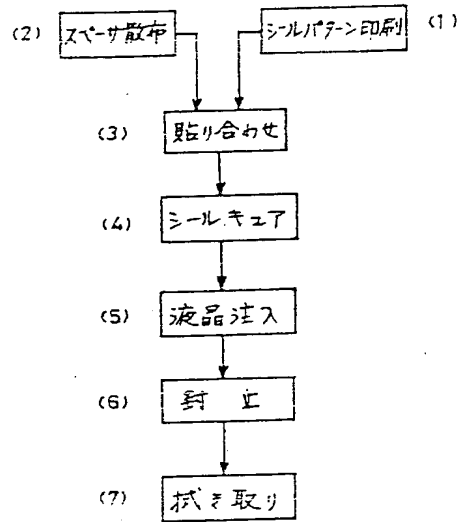 (2) スペーサ散布 シールパターン印刷 (1)
(3) 貼り合わせ
(4) シールキュア
(5) 液晶注入
(6) 封止
(7) 拭き取り